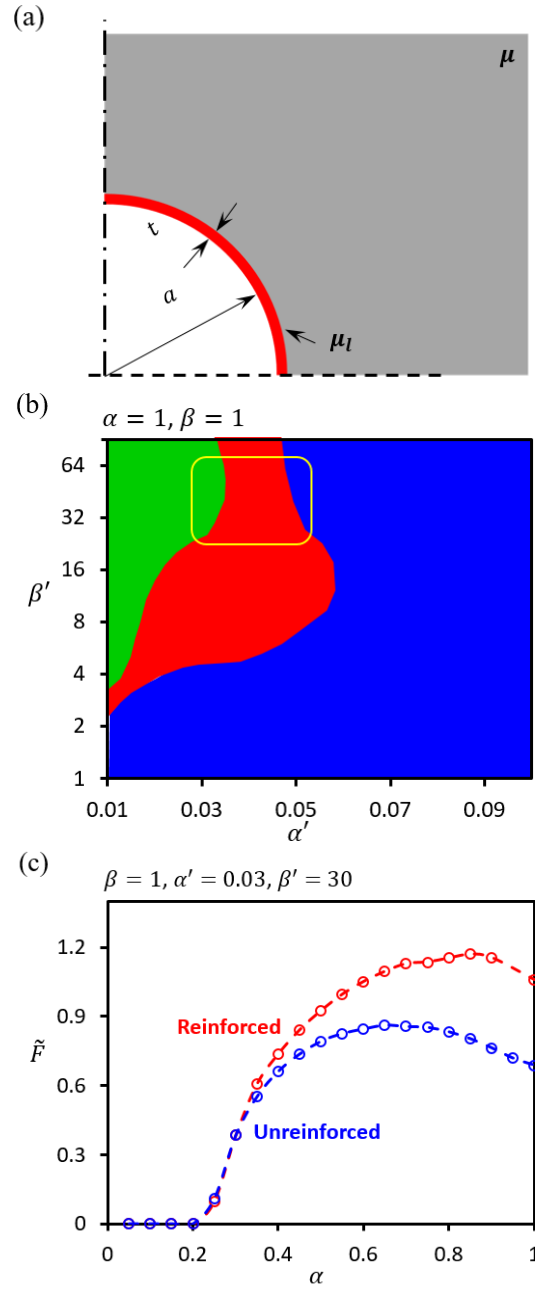 (a)
μ
t
a
μ_l
(b)
α = 1, β = 1
64
32
16
8
4
2
1
β′
0.01 0.03 0.05 0.07 0.09
α′
(c)
β = 1, α′ = 0.03, β′ = 30
1.2
0.9
0.6
0.3
0
F̃
Reinforced
Unreinforced
0 0.2 0.4 0.6 0.8 1
α